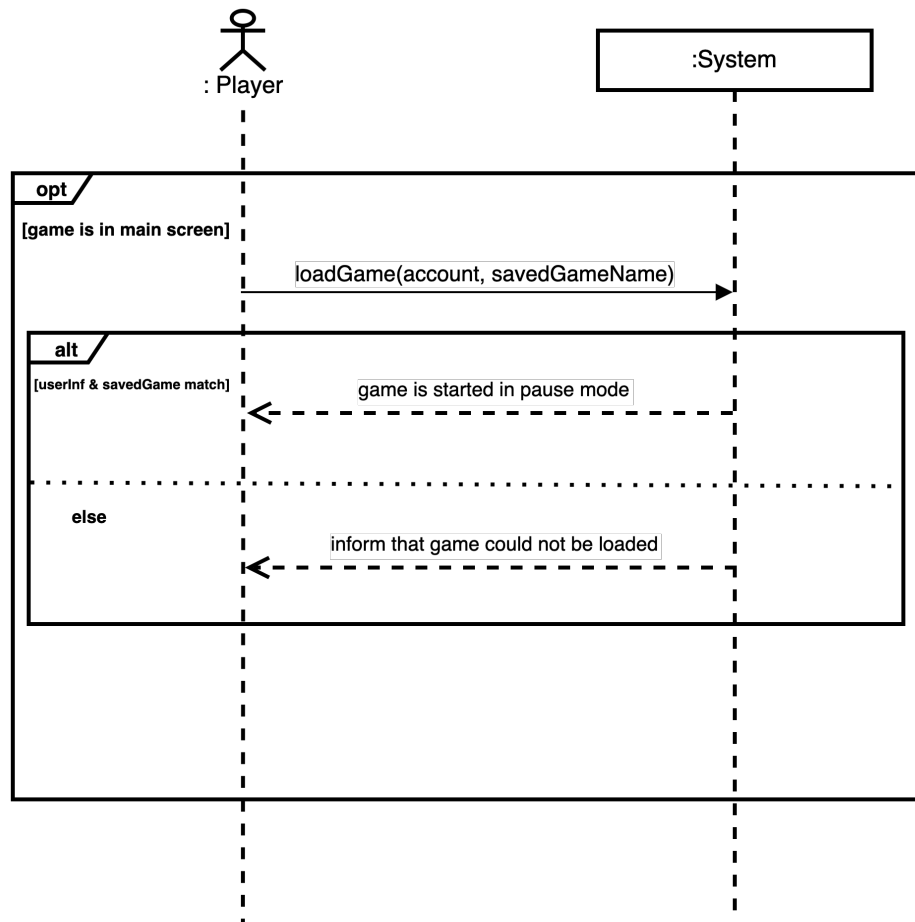 : Player
:System
opt
[game is in main screen]
loadGame(account, savedGameName)
alt
[userInf & savedGame match]
game is started in pause mode
else
inform that game could not be loaded